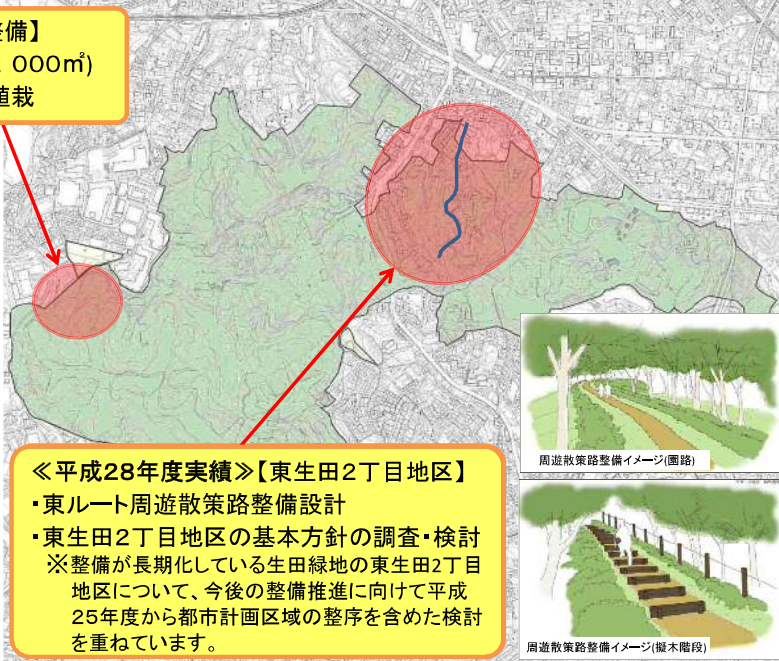 整備】
000㎡)
植栽
≪平成28年度実績≫【東生田2丁目地区】
・東ルート周遊散策路整備設計
・東生田2丁目地区の基本方針の調査・検討
※整備が長期化している生田緑地の東生田2丁目
地区について、今後の整備推進に向けて平成
25年度から都市計画区域の整序を含めた検討
を重ねています。
周遊散策路整備イメージ(園路)
周遊散策路整備イメージ(擬木階段)